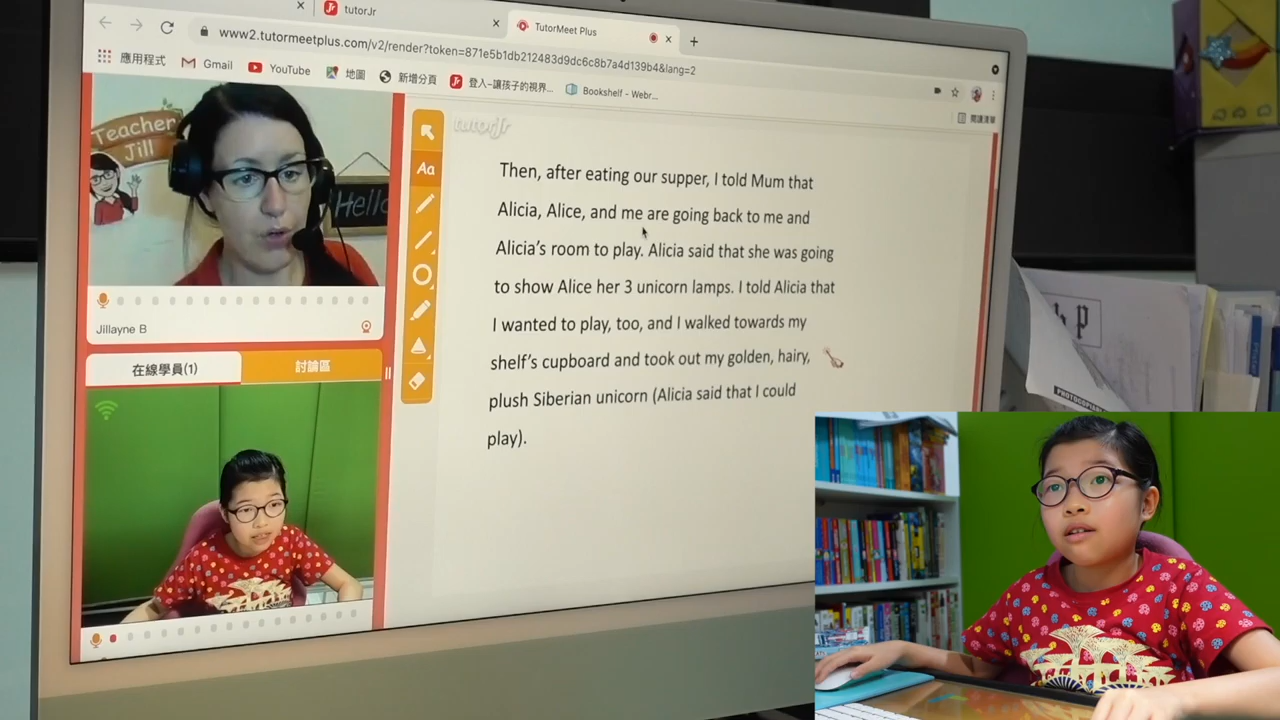 tutorJr
TutorMeet Plus
www2.tutormeetplus.com/v2/render?token=871e5b1db212483d9dc6c8b7a4d139b4&lang=2
應用程式
Gmail
YouTube
地圖
新增分頁
登入-讓孩子的視界...
Bookshelf - Webr...
閱讀清單
Teacher
Jill
Hello
Jillayne B
在線學員(1)
討論區
Aa
tutorJr
Then, after eating our supper, I told Mum that
Alicia, Alice, and me are going back to me and
Alicia's room to play. Alicia said that she was going
to show Alice her 3 unicorn lamps. I told Alicia that
I wanted to play, too, and I walked towards my
shelf's cupboard and took out my golden, hairy,
plush Siberian unicorn (Alicia said that I could
play).
P